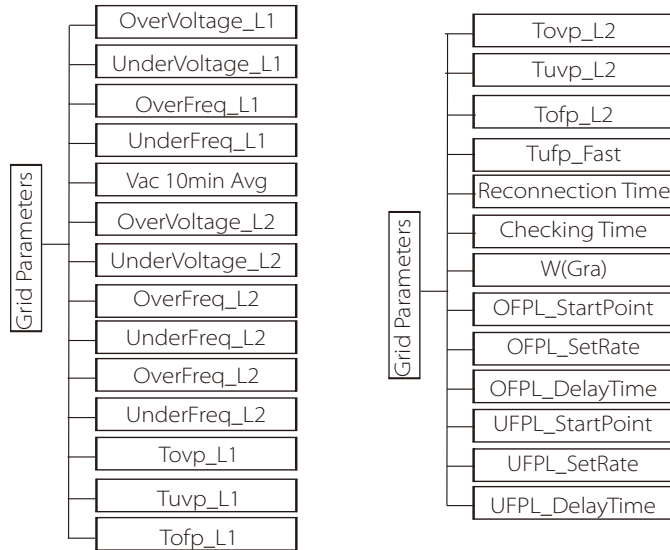 Grid Parameters
OverVoltage_L1
UnderVoltage_L1
OverFreq_L1
UnderFreq_L1
Vac 10min Avg
OverVoltage_L2
UnderVoltage_L2
OverFreq_L2
UnderFreq_L2
OverFreq_L2
UnderFreq_L2
Tovp_L1
Tuvp_L1
Tofp_L1
Grid Parameters
Tovp_L2
Tuvp_L2
Tofp_L2
Tufp_Fast
Reconnection Time
Checking Time
W(Gra)
OFPL_StartPoint
OFPL_SetRate
OFPL_DelayTime
UFPL_StartPoint
UFPL_SetRate
UFPL_DelayTime